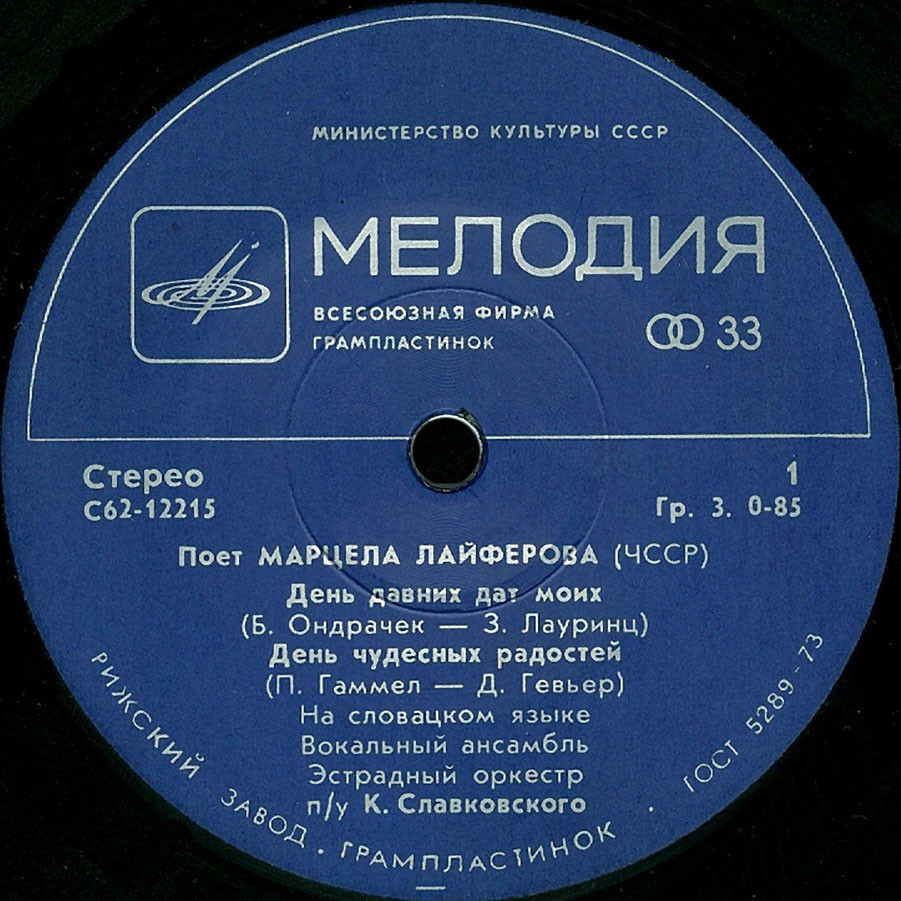 МИНИСТЕРСТВО КУЛЬТУРЫ СССР
МЕЛОДИЯ
ВСЕСОЮЗНАЯ ФИРМА
ГРАМПЛАСТИНОК
33
Стерео
С62-12215
1
Гр. 3. 0-85
Поет МАРЦЕЛА ЛАЙФЕРОВА (ЧССР)
День давних дат моих
(Б. Ондрачек — З. Лауринц)
День чудесных радостей
(П. Гаммел — Д. Гевьер)
На словацком языке
Вокальный ансамбль
Эстрадный оркестр
п/у К. Славковского
РИЖСКИЙ ЗАВОД · ГРАМПЛАСТИНОК · ГОСТ 5289-73